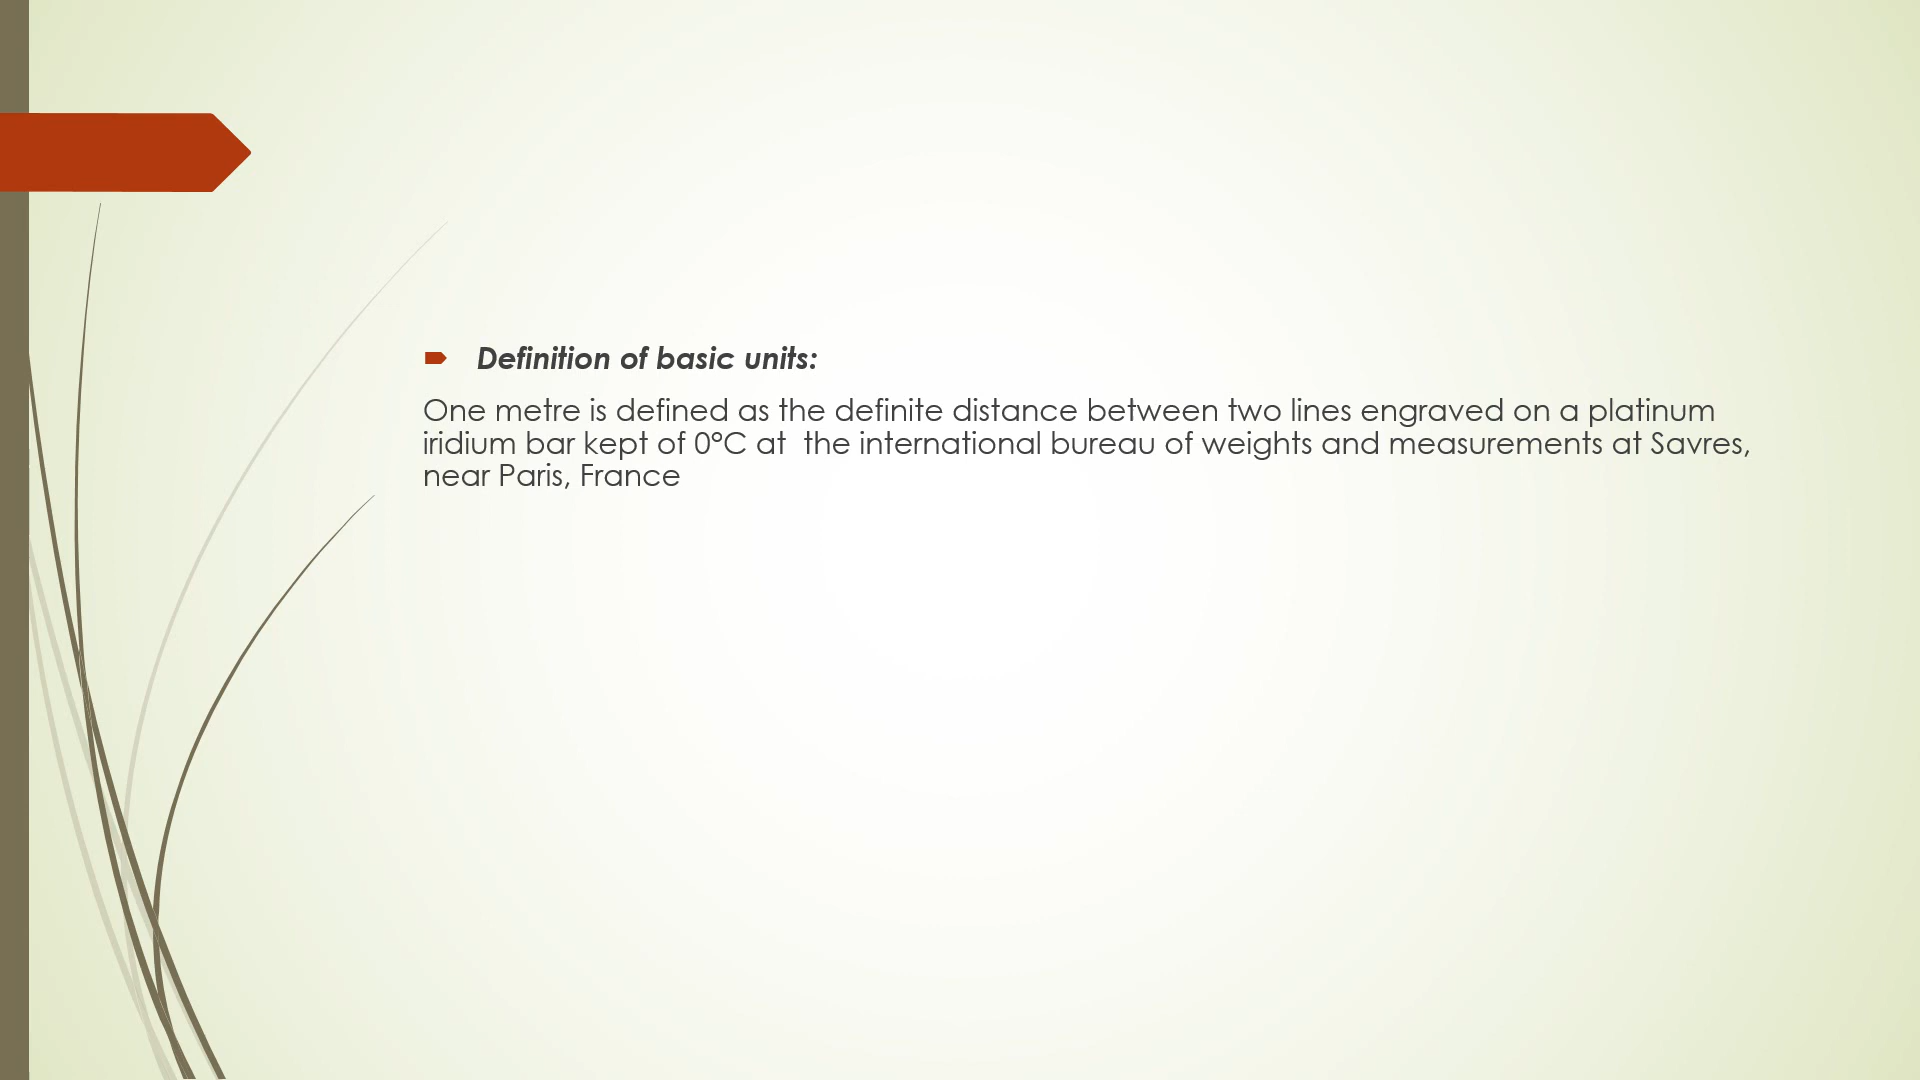 Definition of basic units:
One metre is defined as the definite distance between two lines engraved on a platinum
iridium bar kept of 0°C at  the international bureau of weights and measurements at Savres,
near Paris, France